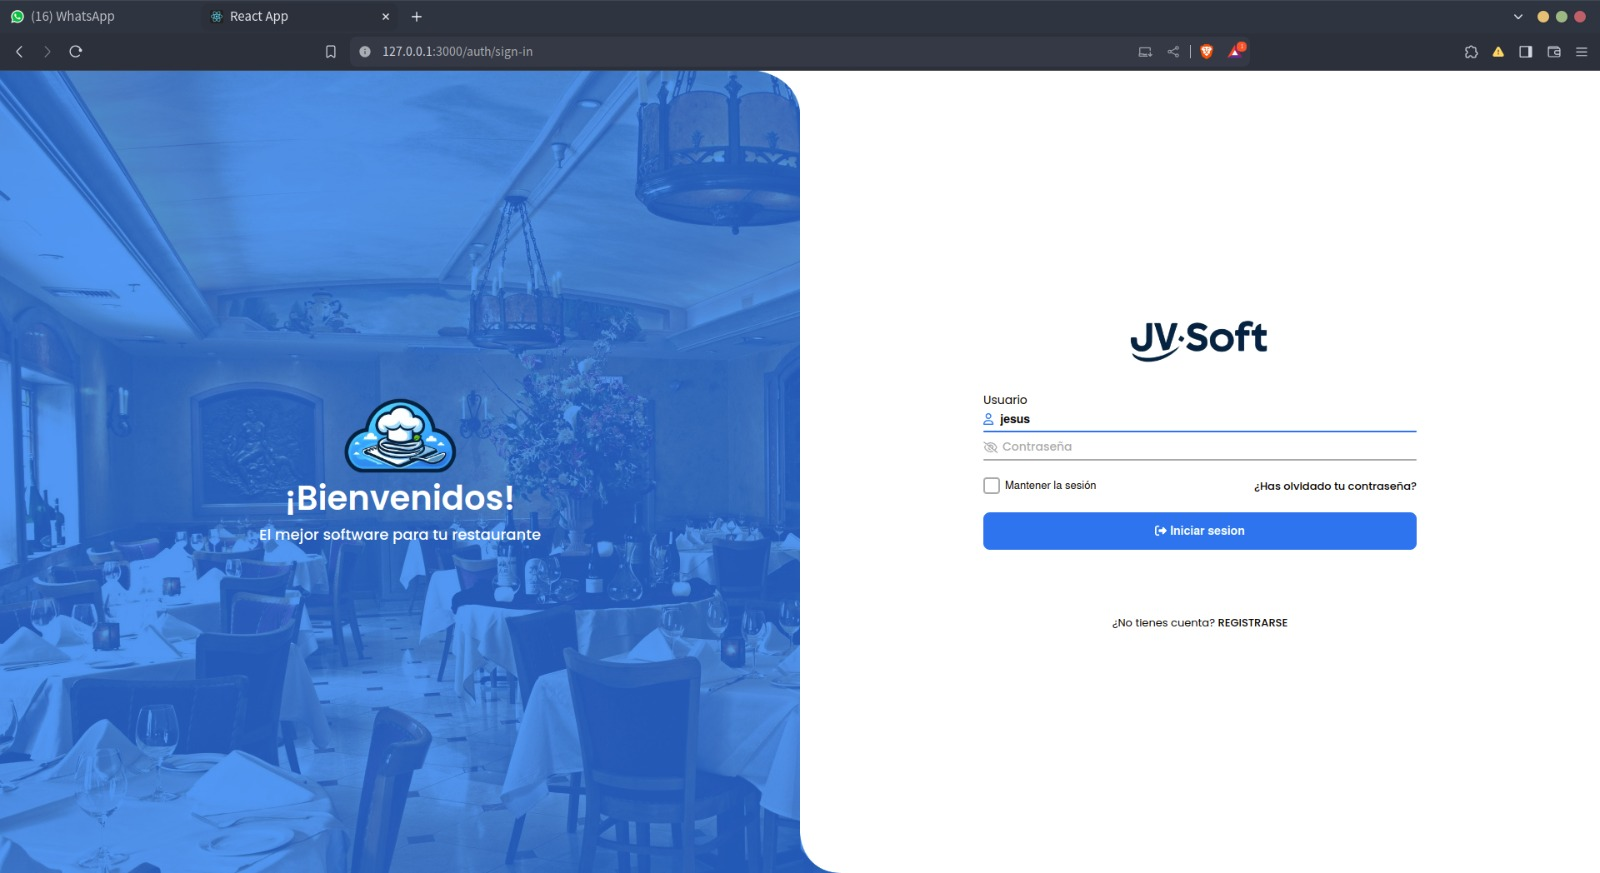 (16) WhatsApp
React App
127.0.0.1:3000/auth/sign-in
¡Bienvenidos!
El mejor software para tu restaurante
JV·Soft
Usuario
jesus
Contraseña
Mantener la sesión
¿Has olvidado tu contraseña?
Iniciar sesion
¿No tienes cuenta? REGISTRARSE